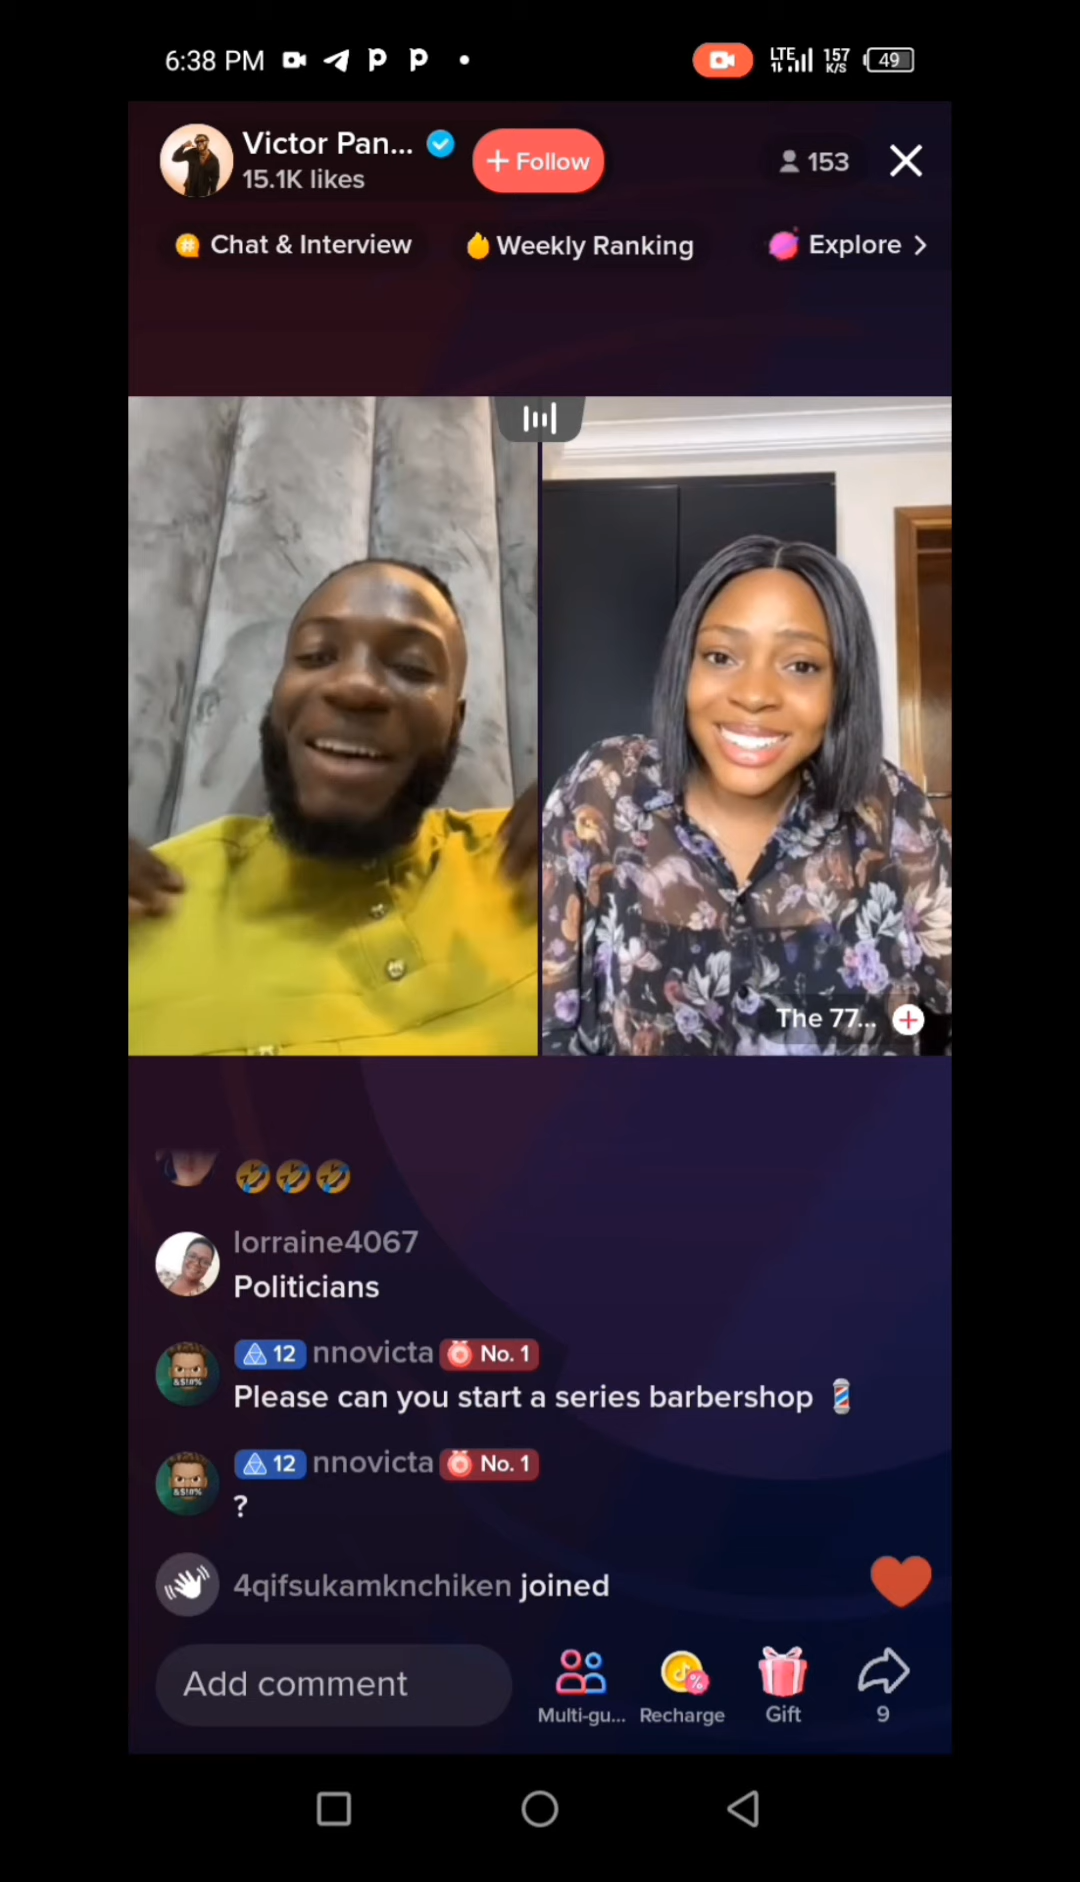 6:38 PM
LTE 157 K/S 49
Victor Pan...
15.1K likes
+ Follow
153
Chat & Interview
Weekly Ranking
Explore >
The 77...
lorraine4067
Politicians
12 nnovicta No. 1
Please can you start a series barbershop 💈
12 nnovicta No. 1
?
4qifsukamknchiken joined
Add comment
Multi-gu... Recharge Gift 9